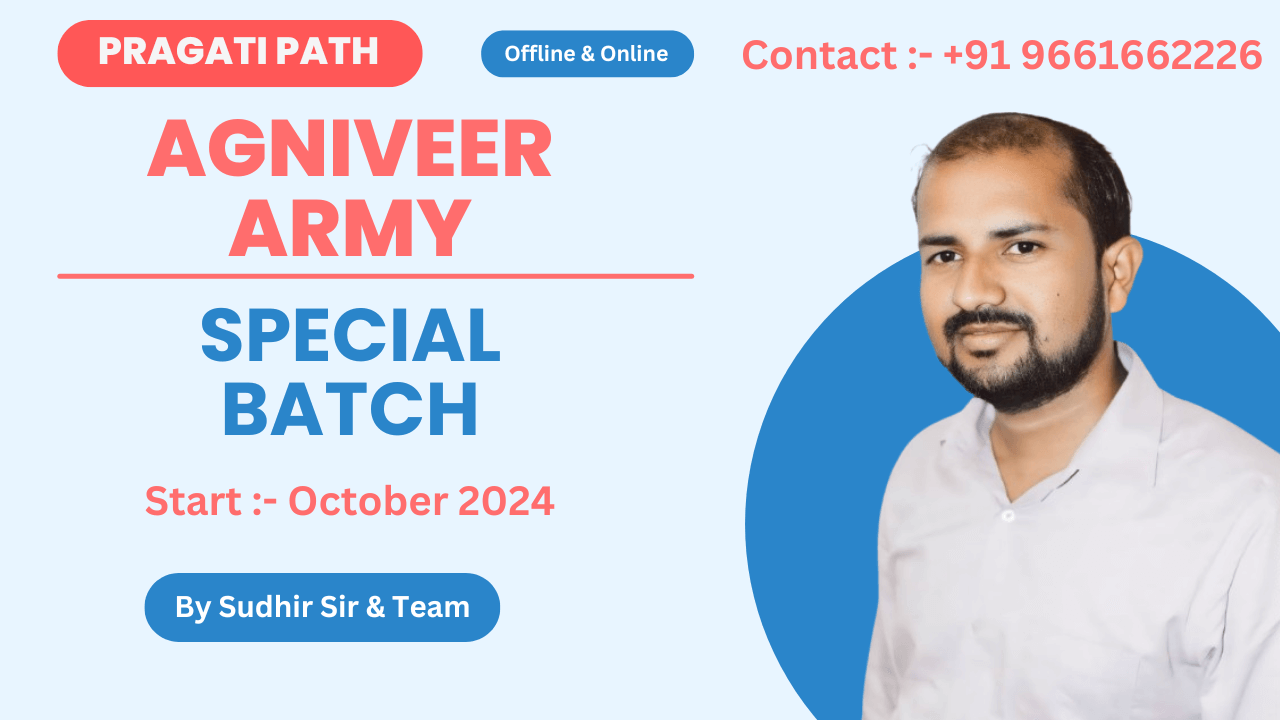 PRAGATI PATH
Offline & Online
Contact :- +91 9661662226
AGNIVEER
ARMY
SPECIAL
BATCH
Start :- October 2024
By Sudhir Sir & Team